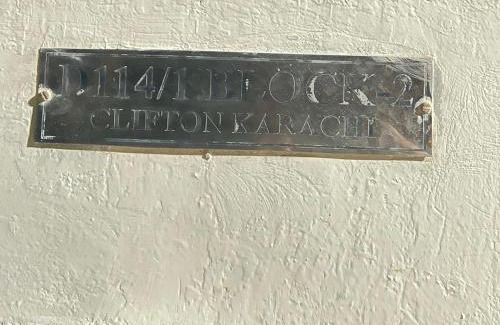 D114/1 BLOCK-2
CLIFTON KARACHI